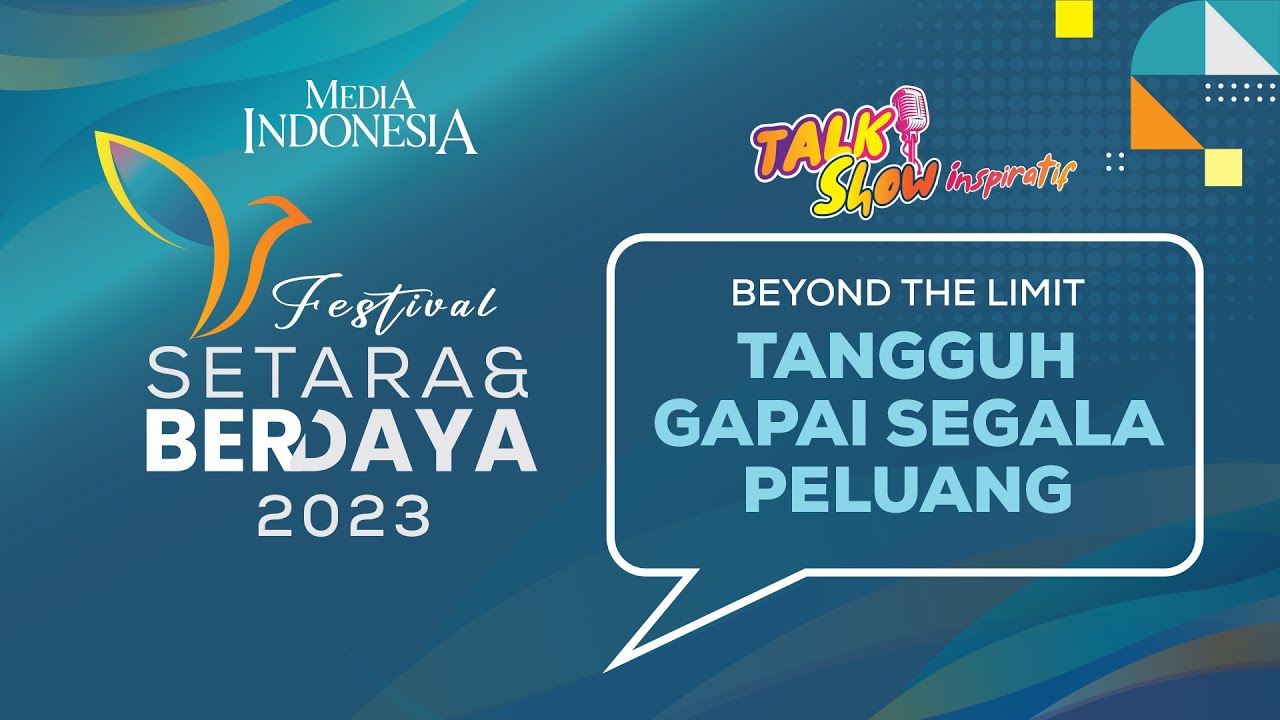 MEDIA
INDONESIA
Festival
SETARA&
BERDAYA
2023
TALK
Show inspiratif
BEYOND THE LIMIT
TANGGUH
GAPAI SEGALA
PELUANG